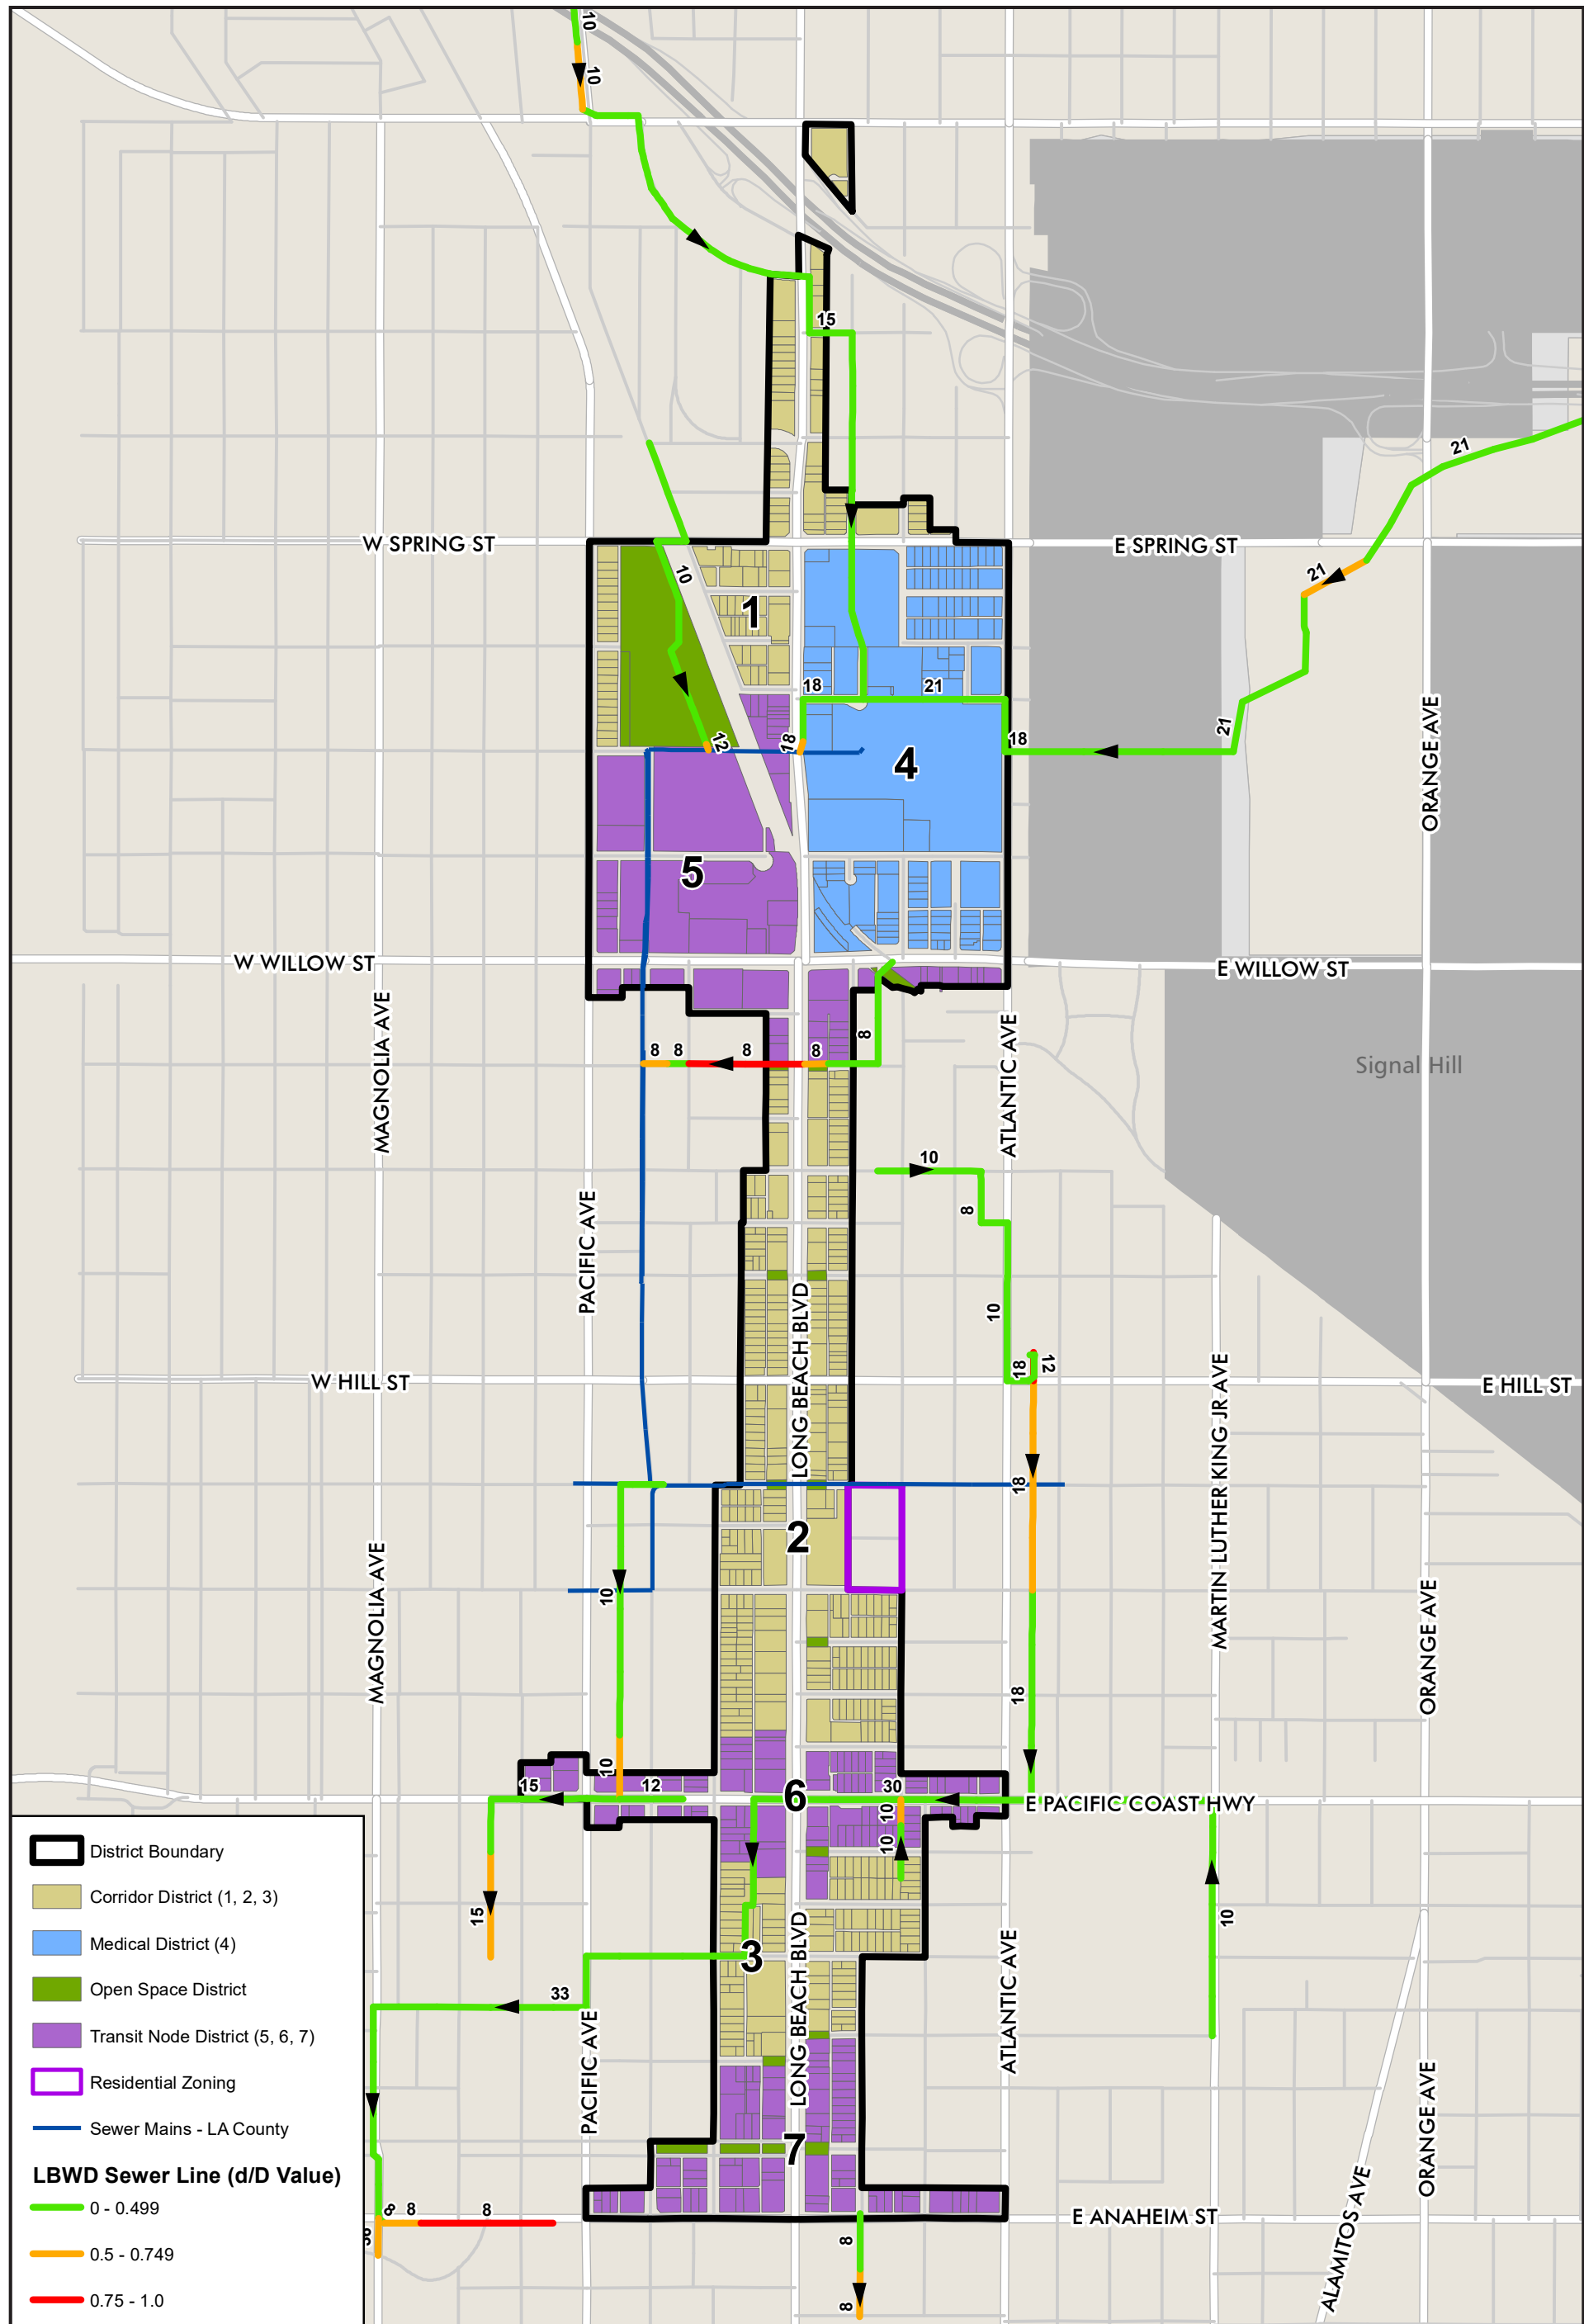 10
10
15
21
W SPRING ST
E SPRING ST
21
10
1
18
21
12
18
18
21
4
ORANGE AVE
5
W WILLOW ST
E WILLOW ST
MAGNOLIA AVE
8
8
8
8
8
ATLANTIC AVE
Signal Hill
10
8
PACIFIC AVE
10
LONG BEACH BLVD
18
12
W HILL ST
E HILL ST
MARTIN LUTHER KING JR AVE
18
2
10
MAGNOLIA AVE
ORANGE AVE
18
10
15
12
6
30
10
E PACIFIC COAST HWY
10
15
10
3
LONG BEACH BLVD
ATLANTIC AVE
33
PACIFIC AVE
ORANGE AVE
7
8
8
8
E ANAHEIM ST
ALAMITOS AVE
8
8
District Boundary
Corridor District (1, 2, 3)
Medical District (4)
Open Space District
Transit Node District (5, 6, 7)
Residential Zoning
Sewer Mains - LA County
LBWD Sewer Line (d/D Value)
0 - 0.499
0.5 - 0.749
0.75 - 1.0